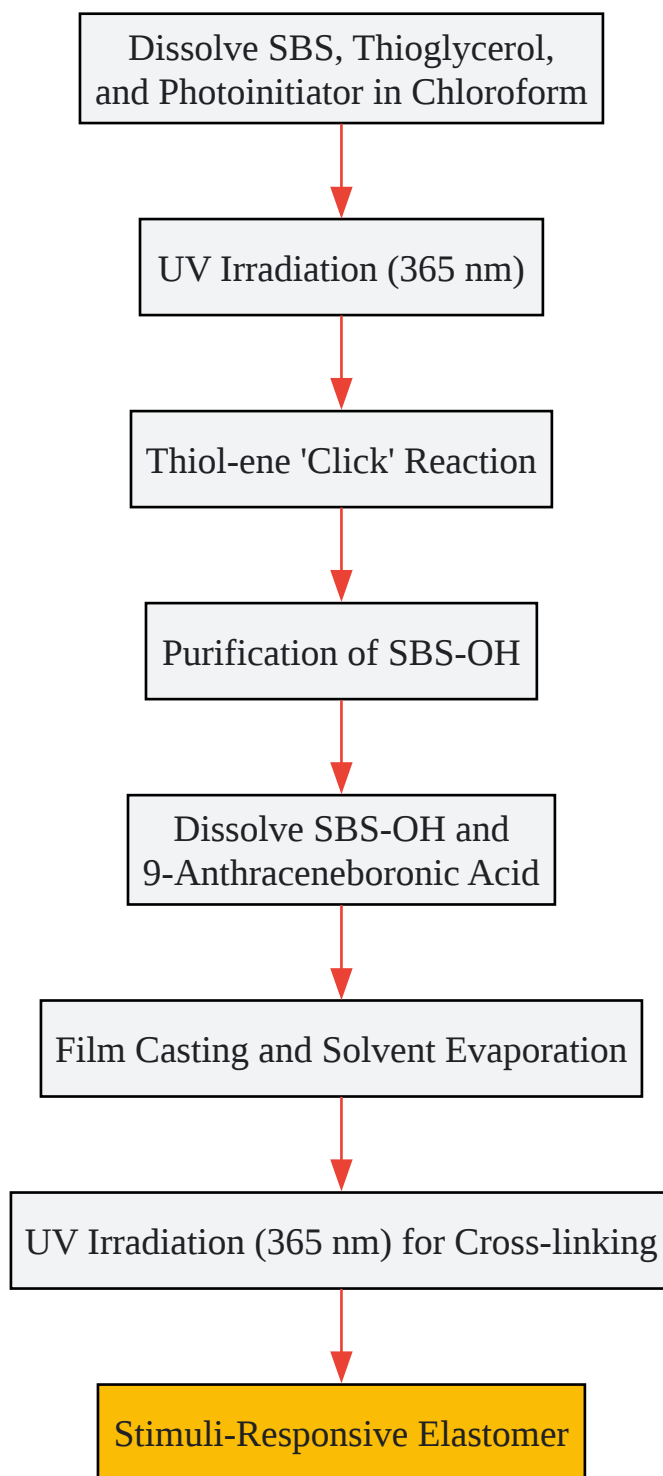 Dissolve SBS, Thioglycerol,
and Photoinitiator in Chloroform
UV Irradiation (365 nm)
Thiol-ene 'Click' Reaction
Purification of SBS-OH
Dissolve SBS-OH and
9-Anthraceneboronic Acid
Film Casting and Solvent Evaporation
UV Irradiation (365 nm) for Cross-linking
Stimuli-Responsive Elastomer